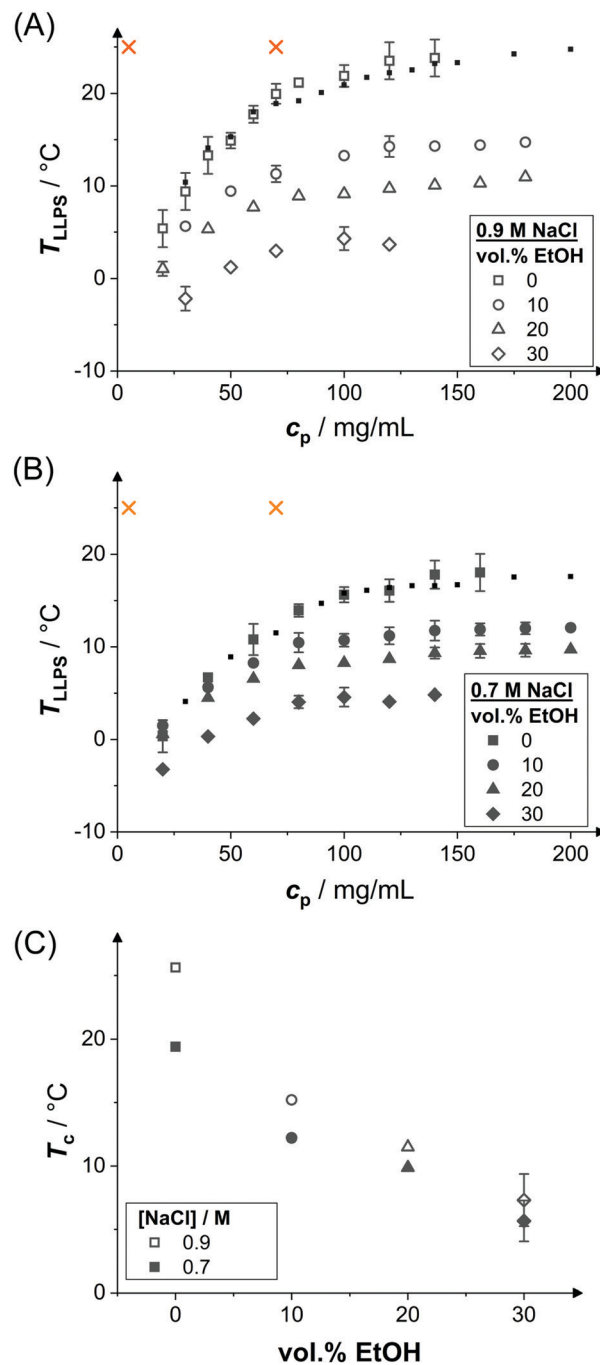 (A)
20
10
0
-10
T_LLPS / °C
0.9 M NaCl
vol.% EtOH
0
10
20
30
0 50 100 150 200
c_p / mg/mL
(B)
20
10
0
-10
T_LLPS / °C
0.7 M NaCl
vol.% EtOH
0
10
20
30
0 50 100 150 200
c_p / mg/mL
(C)
20
10
0
T_c / °C
[NaCl] / M
0.9
0.7
0 10 20 30
vol.% EtOH